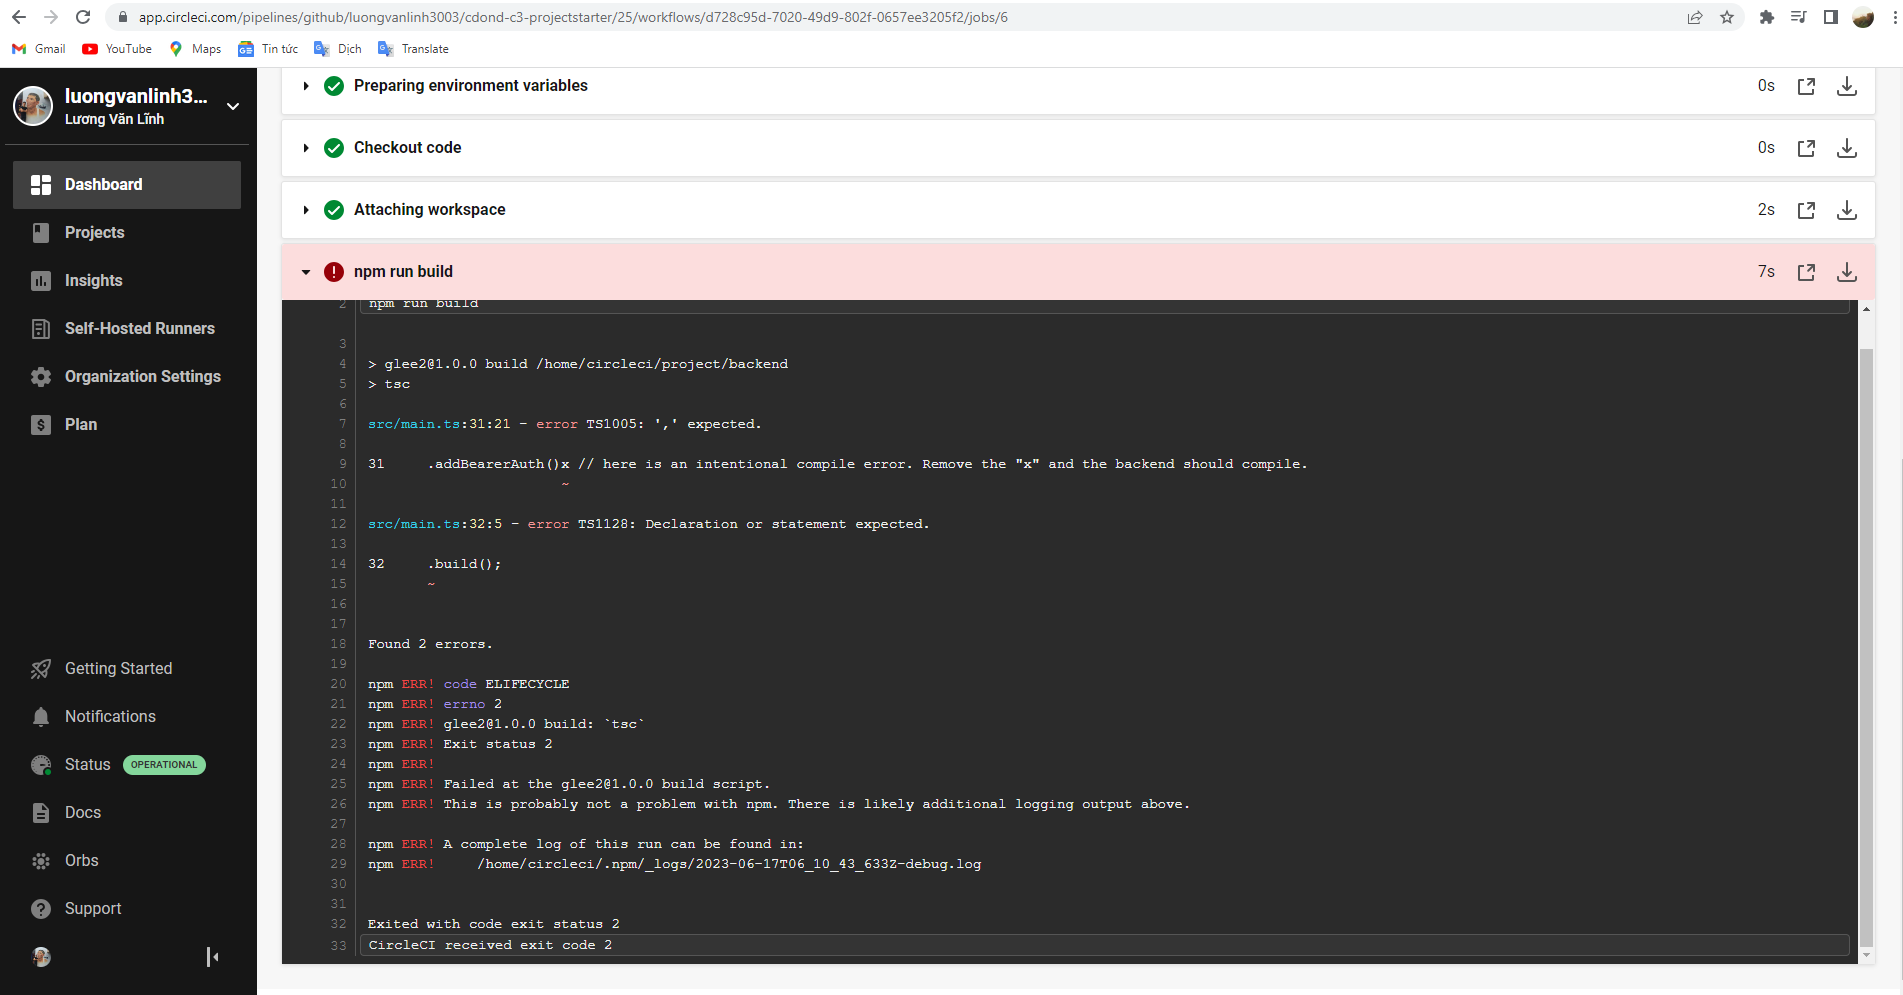 app.circleci.com/pipelines/github/luongvanlinh3003/cdond-c3-projectstarter/25/workflows/d728c95d-7020-49d9-802f-0657ee3205f2/jobs/6
Gmail YouTube Maps Tin tức Dịch Translate
luongvanlinh3...
Lương Văn Lĩnh
Dashboard
Projects
Insights
Self-Hosted Runners
Organization Settings
Plan
Getting Started
Notifications
Status OPERATIONAL
Docs
Orbs
Support
Preparing environment variables 0s
Checkout code 0s
Attaching workspace 2s
npm run build 7s
2 npm run build
3
4 > glee2@1.0.0 build /home/circleci/project/backend
5 > tsc
6
7 src/main.ts:31:21 - error TS1005: ',' expected.
8
9 31 .addBearerAuth()x // here is an intentional compile error. Remove the "x" and the backend should compile.
10 ~
11
12 src/main.ts:32:5 - error TS1128: Declaration or statement expected.
13
14 32 .build();
15 ~
16
17
18 Found 2 errors.
19
20 npm ERR! code ELIFECYCLE
21 npm ERR! errno 2
22 npm ERR! glee2@1.0.0 build: `tsc`
23 npm ERR! Exit status 2
24 npm ERR!
25 npm ERR! Failed at the glee2@1.0.0 build script.
26 npm ERR! This is probably not a problem with npm. There is likely additional logging output above.
27
28 npm ERR! A complete log of this run can be found in:
29 npm ERR! /home/circleci/.npm/_logs/2023-06-17T06_10_43_633Z-debug.log
30
31
32 Exited with code exit status 2
33 CircleCI received exit code 2